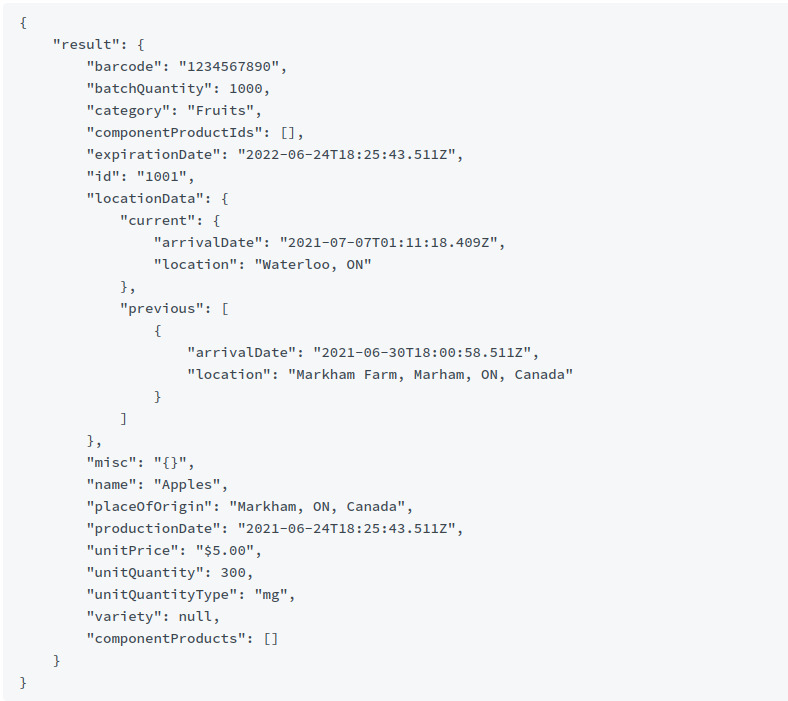 {
    "result": {
        "barcode": "1234567890",
        "batchQuantity": 1000,
        "category": "Fruits",
        "componentProductIds": [],
        "expirationDate": "2022-06-24T18:25:43.511Z",
        "id": "1001",
        "locationData": {
            "current": {
                "arrivalDate": "2021-07-07T01:11:18.409Z",
                "location": "Waterloo, ON"
            },
            "previous": [
                {
                    "arrivalDate": "2021-06-30T18:00:58.511Z",
                    "location": "Markham Farm, Marham, ON, Canada"
                }
            ]
        },
        "misc": "{}",
        "name": "Apples",
        "placeOfOrigin": "Markham, ON, Canada",
        "productionDate": "2021-06-24T18:25:43.511Z",
        "unitPrice": "$5.00",
        "unitQuantity": 300,
        "unitQuantityType": "mg",
        "variety": null,
        "componentProducts": []
    }
}